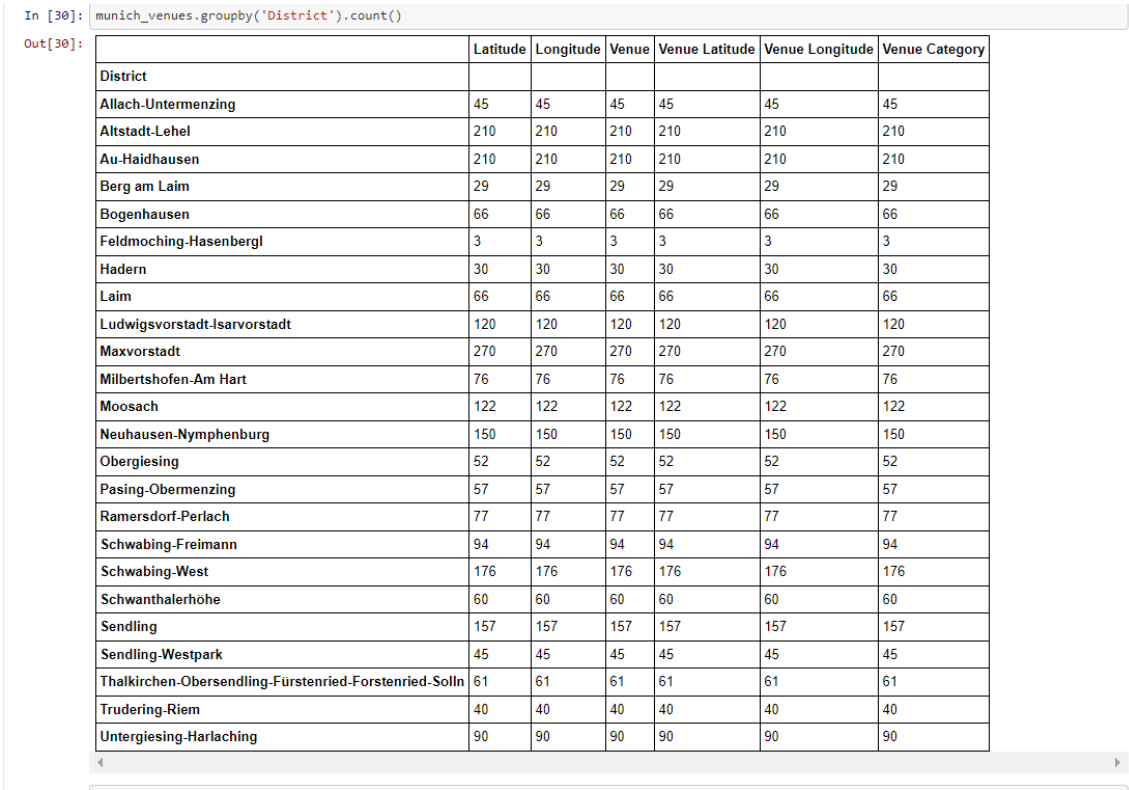 In [30]: munich_venues.groupby('District').count()
Out[30]:
Latitude Longitude Venue Venue Latitude Venue Longitude Venue Category
District
Allach-Untermenzing 45 45 45 45 45 45
Altstadt-Lehel 210 210 210 210 210 210
Au-Haidhausen 210 210 210 210 210 210
Berg am Laim 29 29 29 29 29 29
Bogenhausen 66 66 66 66 66 66
Feldmoching-Hasenbergl 3 3 3 3 3 3
Hadern 30 30 30 30 30 30
Laim 66 66 66 66 66 66
Ludwigsvorstadt-Isarvorstadt 120 120 120 120 120 120
Maxvorstadt 270 270 270 270 270 270
Milbertshofen-Am Hart 76 76 76 76 76 76
Moosach 122 122 122 122 122 122
Neuhausen-Nymphenburg 150 150 150 150 150 150
Obergiesing 52 52 52 52 52 52
Pasing-Obermenzing 57 57 57 57 57 57
Ramersdorf-Perlach 77 77 77 77 77 77
Schwabing-Freimann 94 94 94 94 94 94
Schwabing-West 176 176 176 176 176 176
Schwanthalerhöhe 60 60 60 60 60 60
Sendling 157 157 157 157 157 157
Sendling-Westpark 45 45 45 45 45 45
Thalkirchen-Obersendling-Fürstenried-Forstenried-Solln 61 61 61 61 61 61
Trudering-Riem 40 40 40 40 40 40
Untergiesing-Harlaching 90 90 90 90 90 90